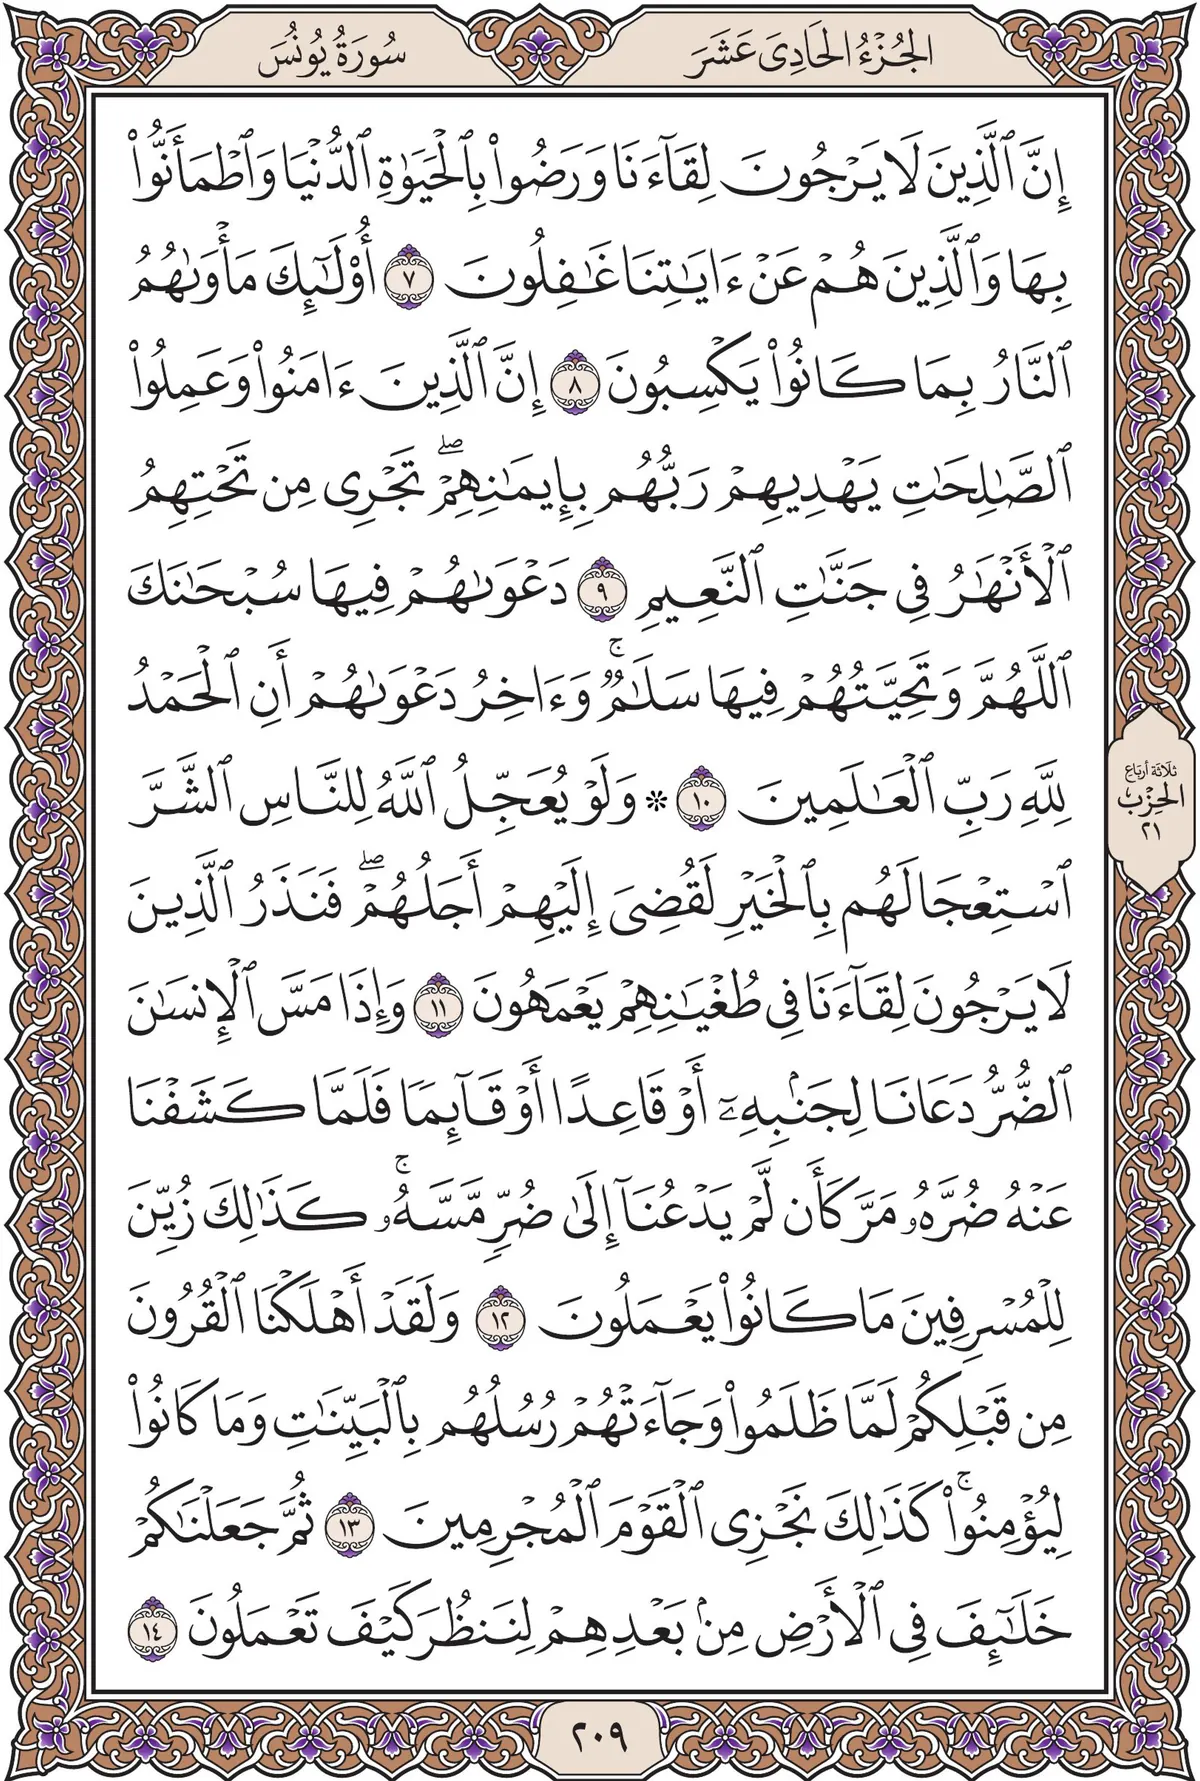 الجُزْءُ الحَادِى عَشَرَ
سُورَةُ يُونُسَ
إِنَّ ٱلَّذِينَ لَا يَرْجُونَ لِقَآءَنَا وَرَضُوا۟ بِٱلْحَيَوٰةِ ٱلدُّنْيَا وَٱطْمَأَنُّوا۟
بِهَا وَٱلَّذِينَ هُمْ عَنْ ءَايَـٰتِنَا غَـٰفِلُونَ ٧ أُو۟لَـٰٓئِكَ مَأْوَىٰهُمُ
ٱلنَّارُ بِمَا كَانُوا۟ يَكْسِبُونَ ٨ إِنَّ ٱلَّذِينَ ءَامَنُوا۟ وَعَمِلُوا۟
ٱلصَّـٰلِحَـٰتِ يَهْدِيهِمْ رَبُّهُم بِإِيمَـٰنِهِمْ ۖ تَجْرِى مِن تَحْتِهِمُ
ٱلْأَنْهَـٰرُ فِى جَنَّـٰتِ ٱلنَّعِيمِ ٩ دَعْوَىٰهُمْ فِيهَا سُبْحَـٰنَكَ
ٱللَّهُمَّ وَتَحِيَّتُهُمْ فِيهَا سَلَـٰمٌ ۚ وَءَاخِرُ دَعْوَىٰهُمْ أَنِ ٱلْحَمْدُ
لِلَّهِ رَبِّ ٱلْعَـٰلَمِينَ ١٠ * وَلَوْ يُعَجِّلُ ٱللَّهُ لِلنَّاسِ ٱلشَّرَّ
ٱسْتِعْجَالَهُم بِٱلْخَيْرِ لَقُضِىَ إِلَيْهِمْ أَجَلُهُمْ ۖ فَنَذَرُ ٱلَّذِينَ
لَا يَرْجُونَ لِقَآءَنَا فِى طُغْيَـٰنِهِمْ يَعْمَهُونَ ١١ وَإِذَا مَسَّ ٱلْإِنسَـٰنَ
ٱلضُّرُّ دَعَانَا لِجَنۢبِهِۦٓ أَوْ قَاعِدًا أَوْ قَآئِمًا فَلَمَّا كَشَفْنَا
عَنْهُ ضُرَّهُۥ مَرَّ كَأَن لَّمْ يَدْعُنَآ إِلَىٰ ضُرٍّ مَّسَّهُۥ ۚ كَذَٰلِكَ زُيِّنَ
لِلْمُسْرِفِينَ مَا كَانُوا۟ يَعْمَلُونَ ١٢ وَلَقَدْ أَهْلَكْنَا ٱلْقُرُونَ
مِن قَبْلِكُمْ لَمَّا ظَلَمُوا۟ وَجَآءَتْهُمْ رُسُلُهُم بِٱلْبَيِّنَـٰتِ وَمَا كَانُوا۟
لِيُؤْمِنُوا۟ ۚ كَذَٰلِكَ نَجْزِى ٱلْقَوْمَ ٱلْمُجْرِمِينَ ١٣ ثُمَّ جَعَلْنَـٰكُمْ
خَلَـٰٓئِفَ فِى ٱلْأَرْضِ مِنۢ بَعْدِهِمْ لِنَنظُرَ كَيْفَ تَعْمَلُونَ ١٤
ثَلَاثَة أَربَاع
الحِزْب
٢١
٢٠٩